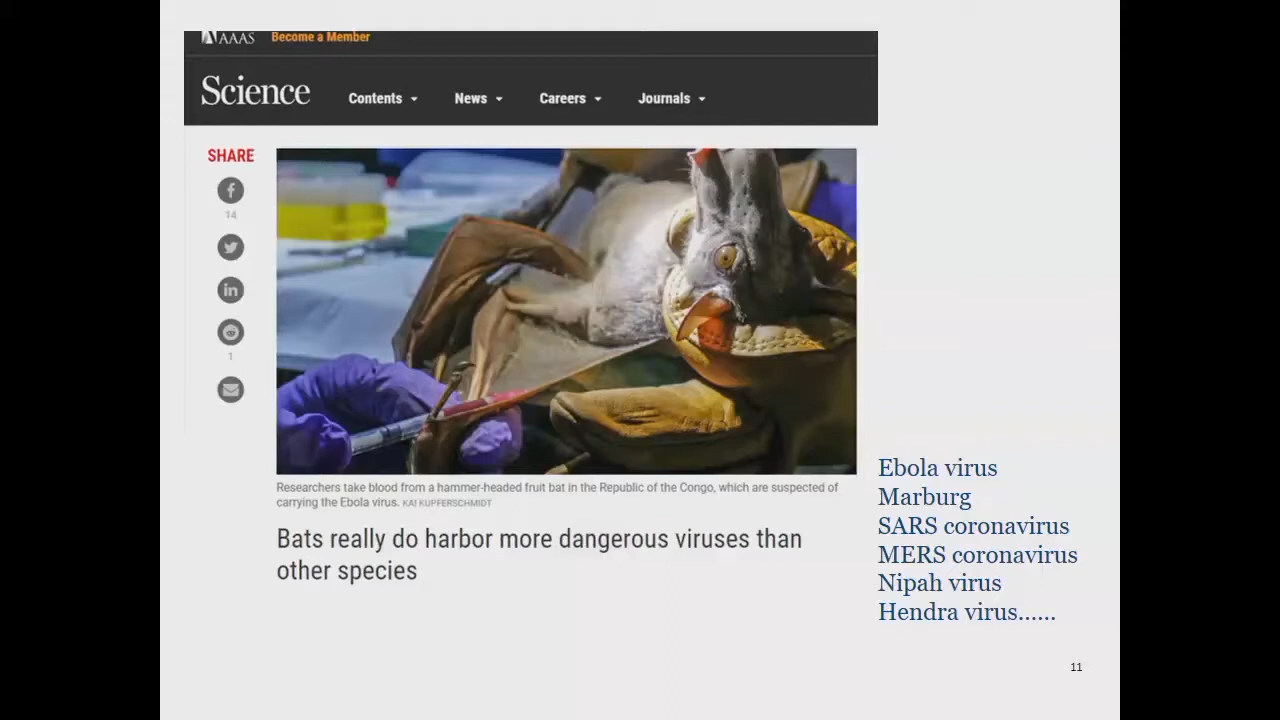 AAAS Become a Member
Science Contents News Careers Journals
SHARE
14
1
Researchers take blood from a hammer-headed fruit bat in the Republic of the Congo, which are suspected of
carrying the Ebola virus. KAI KUPFERSCHMIDT
Bats really do harbor more dangerous viruses than
other species
Ebola virus
Marburg
SARS coronavirus
MERS coronavirus
Nipah virus
Hendra virus......
11